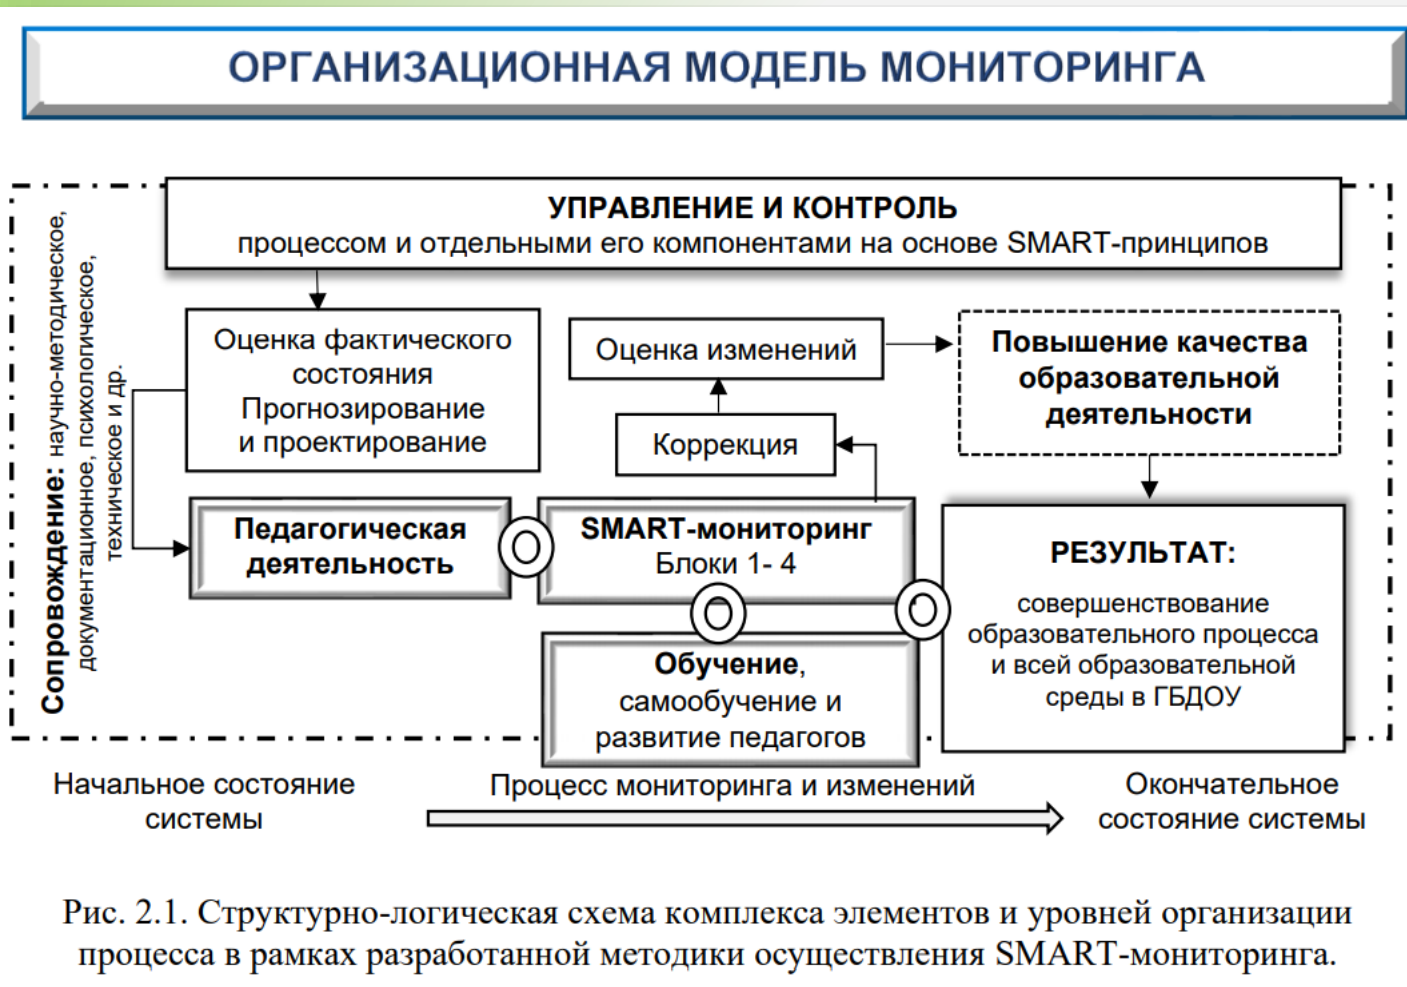 ОРГАНИЗАЦИОННАЯ МОДЕЛЬ МОНИТОРИНГА
УПРАВЛЕНИЕ И КОНТРОЛЬ
процессом и отдельными его компонентами на основе SMART-принципов
Сопровождение: научно-методическое,
документационное, психологическое,
техническое и др.
Оценка фактического
состояния
Прогнозирование
и проектирование
Оценка изменений
Коррекция
Повышение качества
образовательной
деятельности
Педагогическая
деятельность
SMART-мониторинг
Блоки 1- 4
Обучение,
самообучение и
развитие педагогов
РЕЗУЛЬТАТ:
совершенствование
образовательного процесса
и всей образовательной
среды в ГБДОУ
Начальное состояние
системы
Процесс мониторинга и изменений
Окончательное
состояние системы
Рис. 2.1. Структурно-логическая схема комплекса элементов и уровней организации
процесса в рамках разработанной методики осуществления SMART-мониторинга.